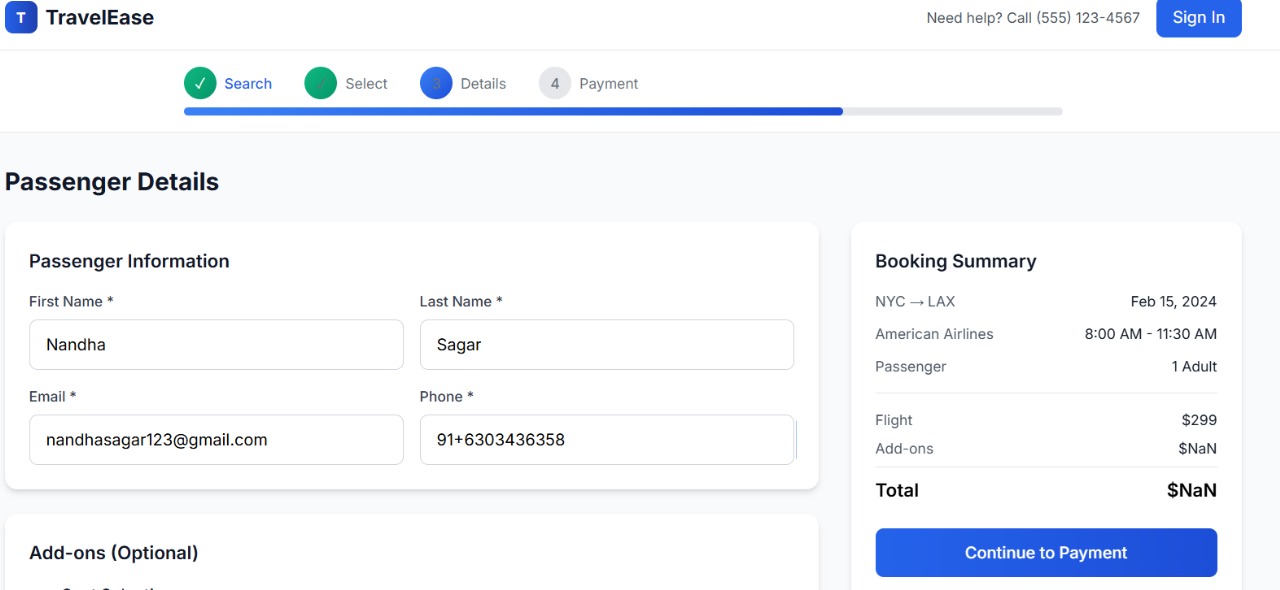 T TravelEase
Need help? Call (555) 123-4567
Sign In
✓ Search
Select
3 Details
4 Payment
Passenger Details
Passenger Information
First Name *
Last Name *
Nandha
Sagar
Email *
Phone *
nandhasagar123@gmail.com
91+6303436358
Add-ons (Optional)
Booking Summary
NYC → LAX
Feb 15, 2024
American Airlines
8:00 AM - 11:30 AM
Passenger
1 Adult
Flight
$299
Add-ons
$NaN
Total
$NaN
Continue to Payment